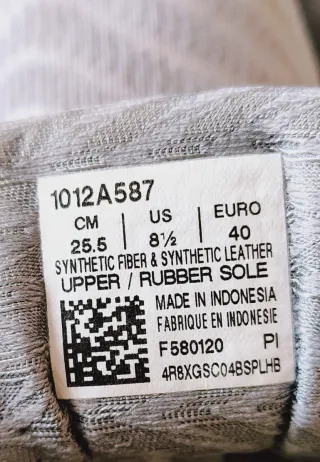 1012A587
CM | US | EURO
25.5 | 8½ | 40
SYNTHETIC FIBER & SYNTHETIC LEATHER
UPPER / RUBBER SOLE
MADE IN INDONESIA
FABRIQUE EN INDONESIE
F580120 PI
4R8XGSC04BSPLHB